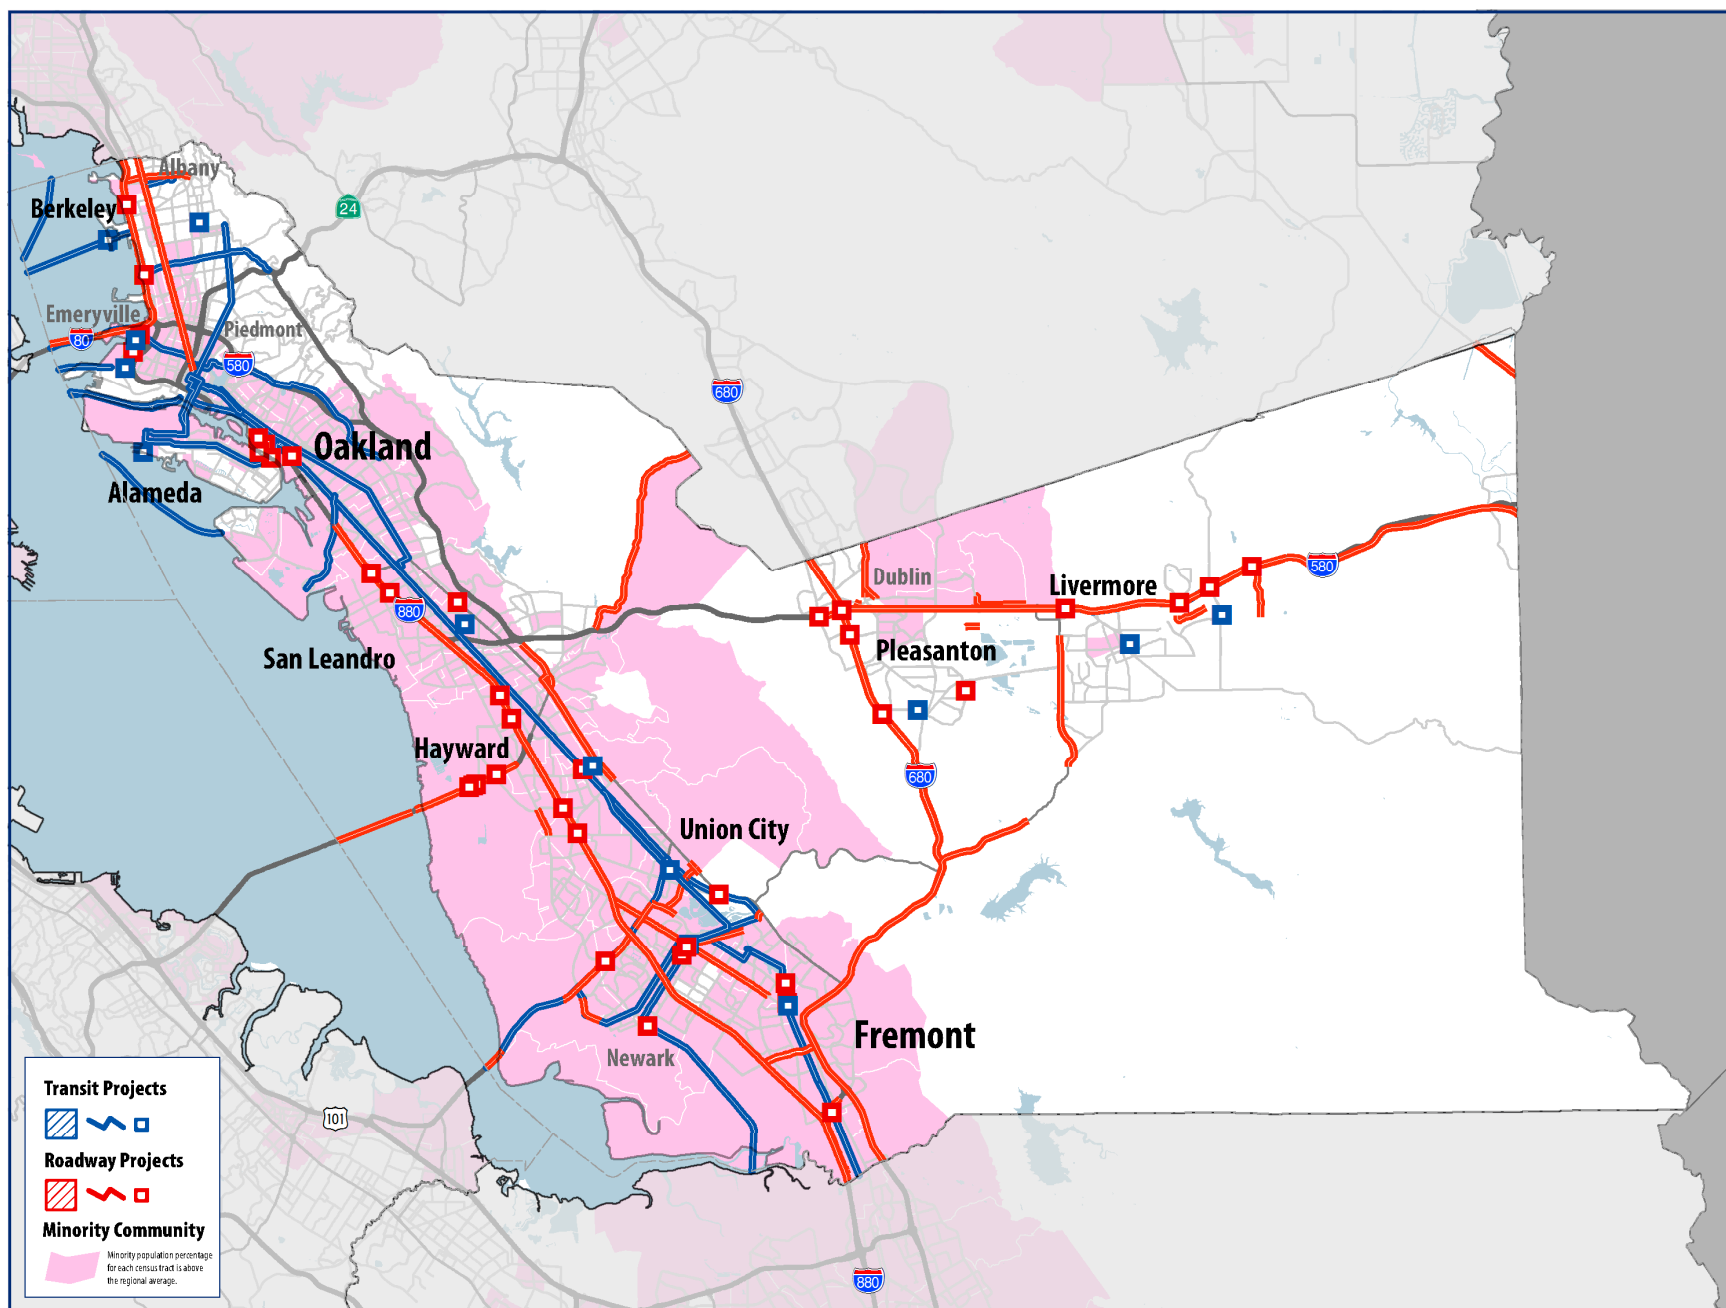 Albany
Berkeley
24
Emeryville
80
Piedmont
580
680
Oakland
Alameda
Dublin
Livermore
580
880
San Leandro
Pleasanton
Hayward
680
Union City
Fremont
Newark
101
880
Transit Projects
Roadway Projects
Minority Community
Minority population percentage
for each census tract is above
the regional average.